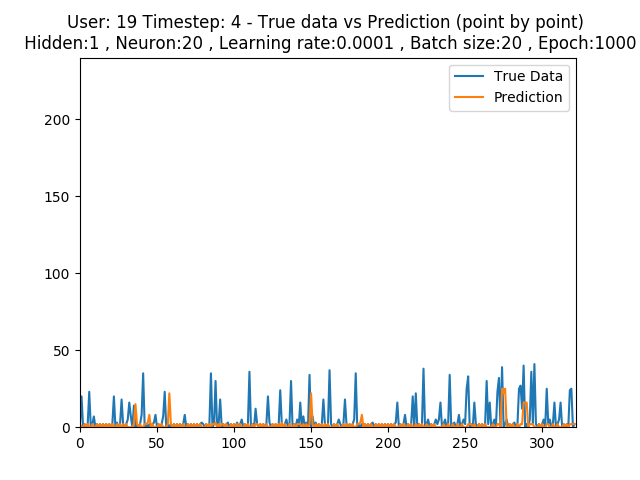 User: 19 Timestep: 4 - True data vs Prediction (point by point)
Hidden:1 , Neuron:20 , Learning rate:0.0001 , Batch size:20 , Epoch:1000
True Data
Prediction
200
150
100
50
0
0 50 100 150 200 250 300